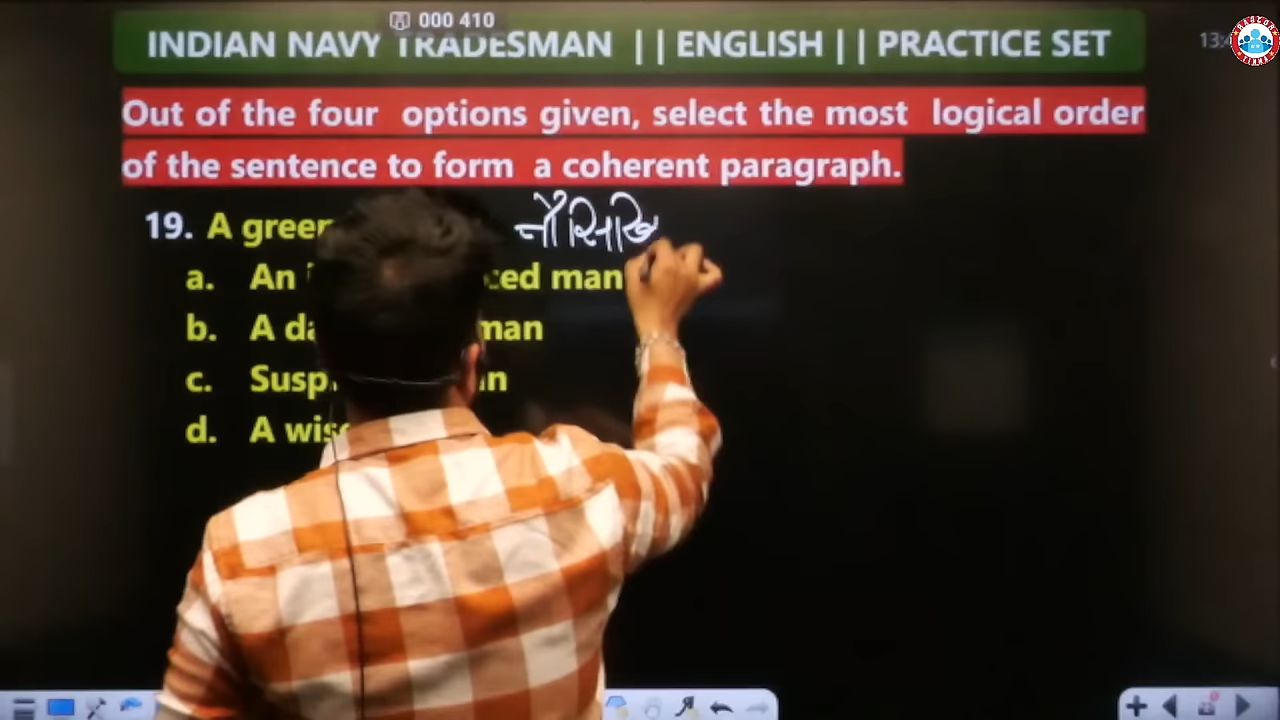 000 410
INDIAN NAVY TRADESMAN || ENGLISH || PRACTICE SET
Out of the four options given, select the most logical order
of the sentence to form a coherent paragraph.
19. A green नौसिखि
a. An ced man
b. A da man
c. Susp
d. A wise